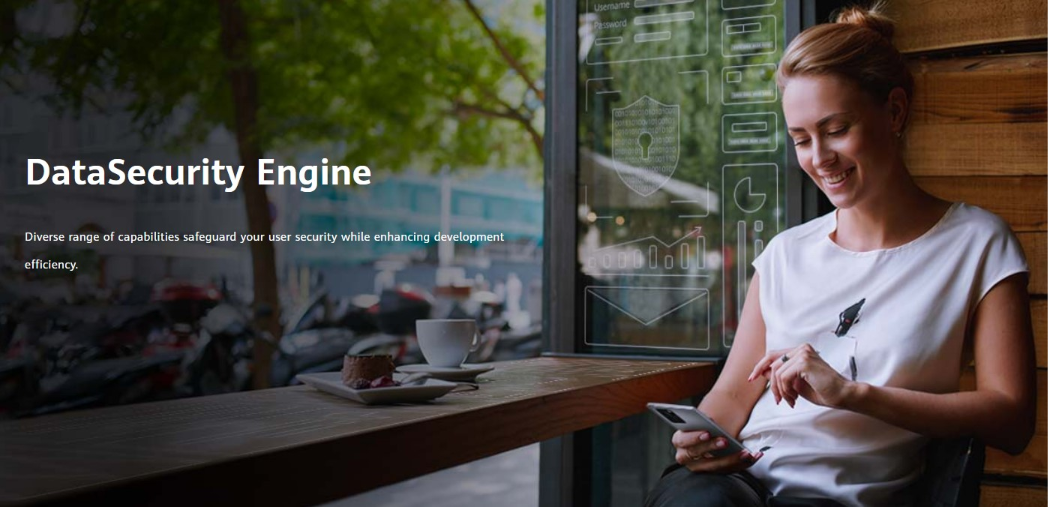 Username
Password
DataSecurity Engine
Diverse range of capabilities safeguard your user security while enhancing development
efficiency.